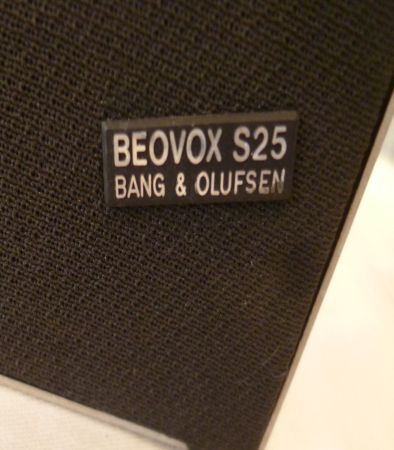 BEOVOX S25
BANG & OLUFSEN